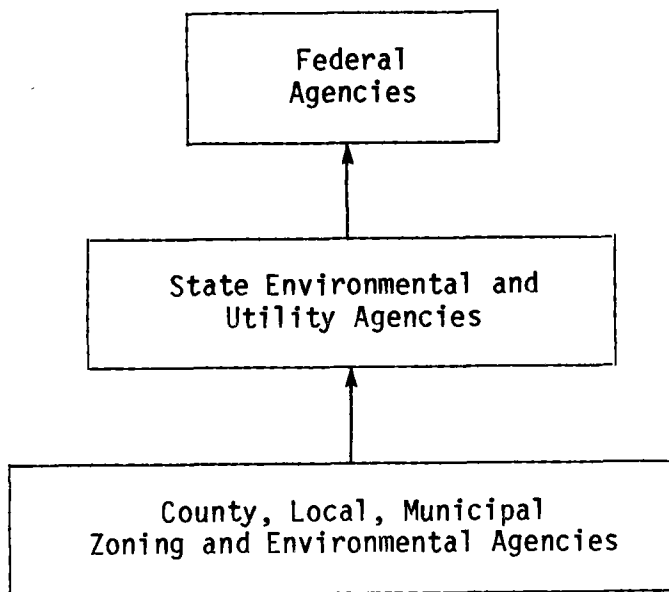 Federal
Agencies
State Environmental and
Utility Agencies
County, Local, Municipal
Zoning and Environmental Agencies